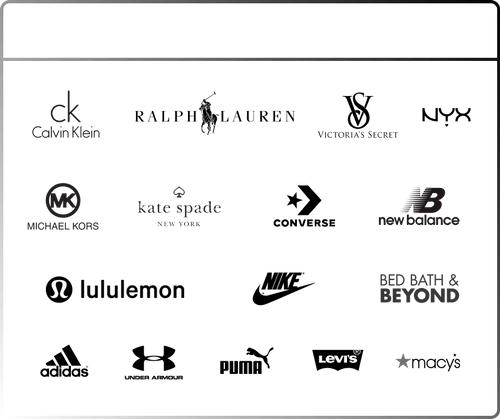 ck
Calvin Klein
RALPH LAUREN
VS
VICTORIA'S SECRET
NYX
MK
MICHAEL KORS
kate spade
NEW YORK
CONVERSE
NB
new balance
lululemon
NIKE
BED BATH &
BEYOND
adidas
UNDER ARMOUR
PUMA
LEVI'S
macy's